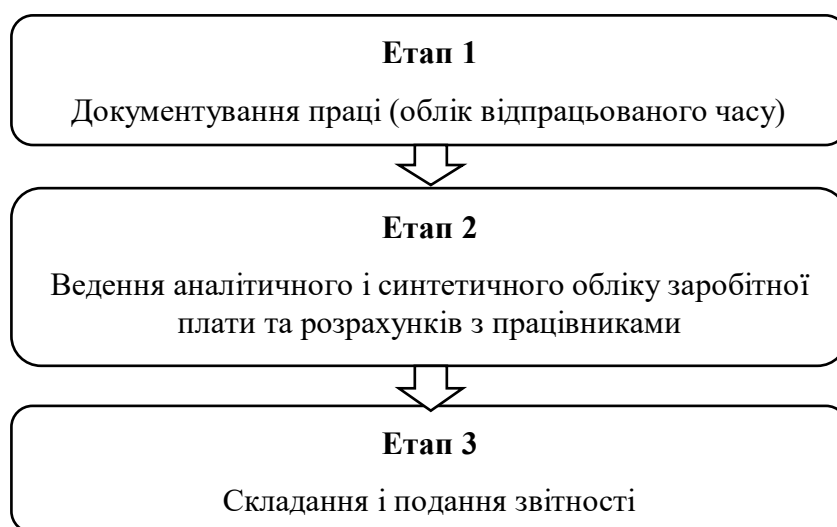 Етап 1
Документування праці (облік відпрацьованого часу)
Етап 2
Ведення аналітичного і синтетичного обліку заробітної
плати та розрахунків з працівниками
Етап 3
Складання і подання звітності